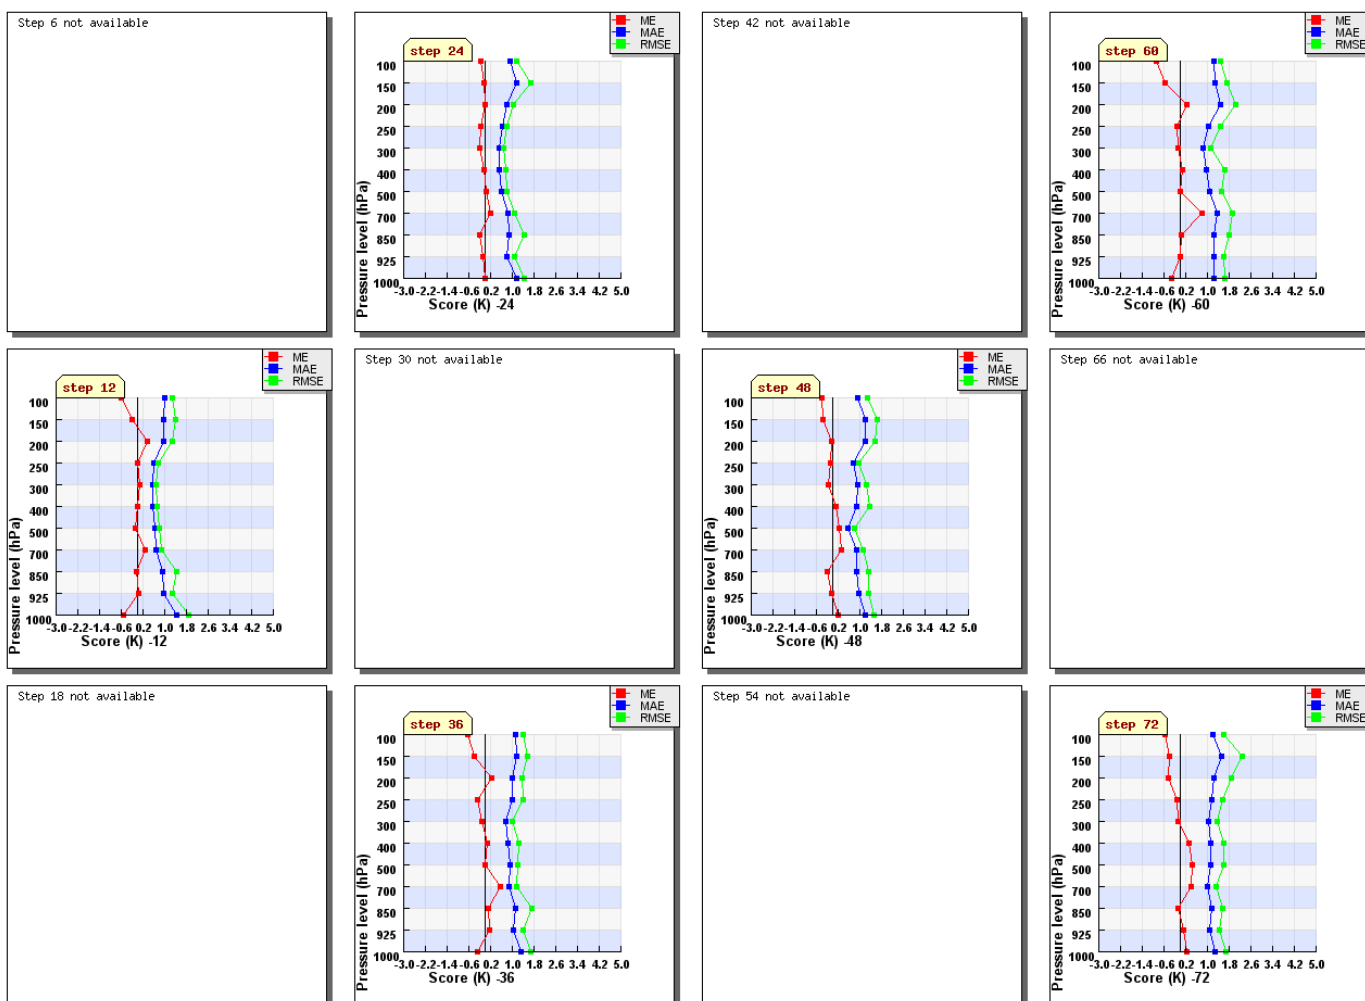 Step 6 not available
ME
MAE
RMSE
step 24
100
150
200
250
300
400
500
700
850
925
1000
Pressure level (hPa)
-3.0 -2.2 -1.4 -0.6 0.2 1.0 1.8 2.6 3.4 4.2 5.0
Score (K) -24
Step 42 not available
ME
MAE
RMSE
step 60
100
150
200
250
300
400
500
700
850
925
1000
Pressure level (hPa)
-3.0 -2.2 -1.4 -0.6 0.2 1.0 1.8 2.6 3.4 4.2 5.0
Score (K) -60
ME
MAE
RMSE
step 12
100
150
200
250
300
400
500
700
850
925
1000
Pressure level (hPa)
-3.0 -2.2 -1.4 -0.6 0.2 1.0 1.8 2.6 3.4 4.2 5.0
Score (K) -12
Step 30 not available
ME
MAE
RMSE
step 48
100
150
200
250
300
400
500
700
850
925
1000
Pressure level (hPa)
-3.0 -2.2 -1.4 -0.6 0.2 1.0 1.8 2.6 3.4 4.2 5.0
Score (K) -48
Step 66 not available
Step 18 not available
ME
MAE
RMSE
step 36
100
150
200
250
300
400
500
700
850
925
1000
Pressure level (hPa)
-3.0 -2.2 -1.4 -0.6 0.2 1.0 1.8 2.6 3.4 4.2 5.0
Score (K) -36
Step 54 not available
ME
MAE
RMSE
step 72
100
150
200
250
300
400
500
700
850
925
1000
Pressure level (hPa)
-3.0 -2.2 -1.4 -0.6 0.2 1.0 1.8 2.6 3.4 4.2 5.0
Score (K) -72